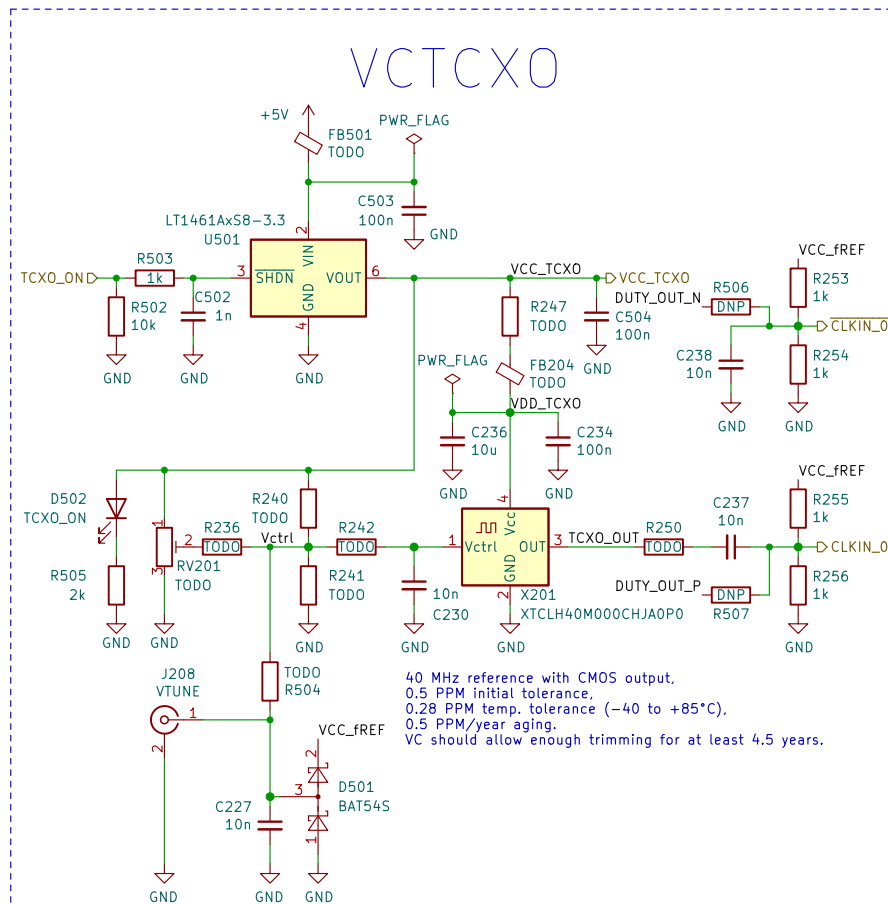 VCTCXO
+5V
PWR_FLAG
FB501
TODO
C503
100n
GND
LT1461AxS8-3.3
U501
2
VIN
TCXO_ON
R503
1k
3
SHDN
VOUT
6
GND
4
R502
10k
C502
1n
GND
GND
GND
VCC_TCXO
VCC_TCXO
R247
TODO
C504
100n
GND
PWR_FLAG
FB204
TODO
VDD_TCXO
C236
10u
C234
100n
GND
GND
VCC_fREF
R253
1k
R506
DUTY_OUT_N
DNP
CLKIN_0
C238
10n
R254
1k
GND
GND
D502
TCXO_ON
R505
2k
GND
1
2
3
RV201
TODO
GND
R236
TODO
Vctrl
R240
TODO
R241
TODO
GND
R242
TODO
10n
C230
GND
4
Vcc
1
Vctrl
OUT
3
GND
2
X201
XTCLH40M000CHJA0P0
GND
TCXO_OUT
R250
TODO
C237
10n
VCC_fREF
R255
1k
CLKIN_0
DUTY_OUT_P
DNP
R507
R256
1k
GND
TODO
R504
J208
VTUNE
1
2
GND
VCC_fREF
2
3
D501
BAT54S
1
C227
10n
GND
GND
40 MHz reference with CMOS output,
0.5 PPM initial tolerance,
0.28 PPM temp. tolerance (-40 to +85°C),
0.5 PPM/year aging.
VC should allow enough trimming for at least 4.5 years.